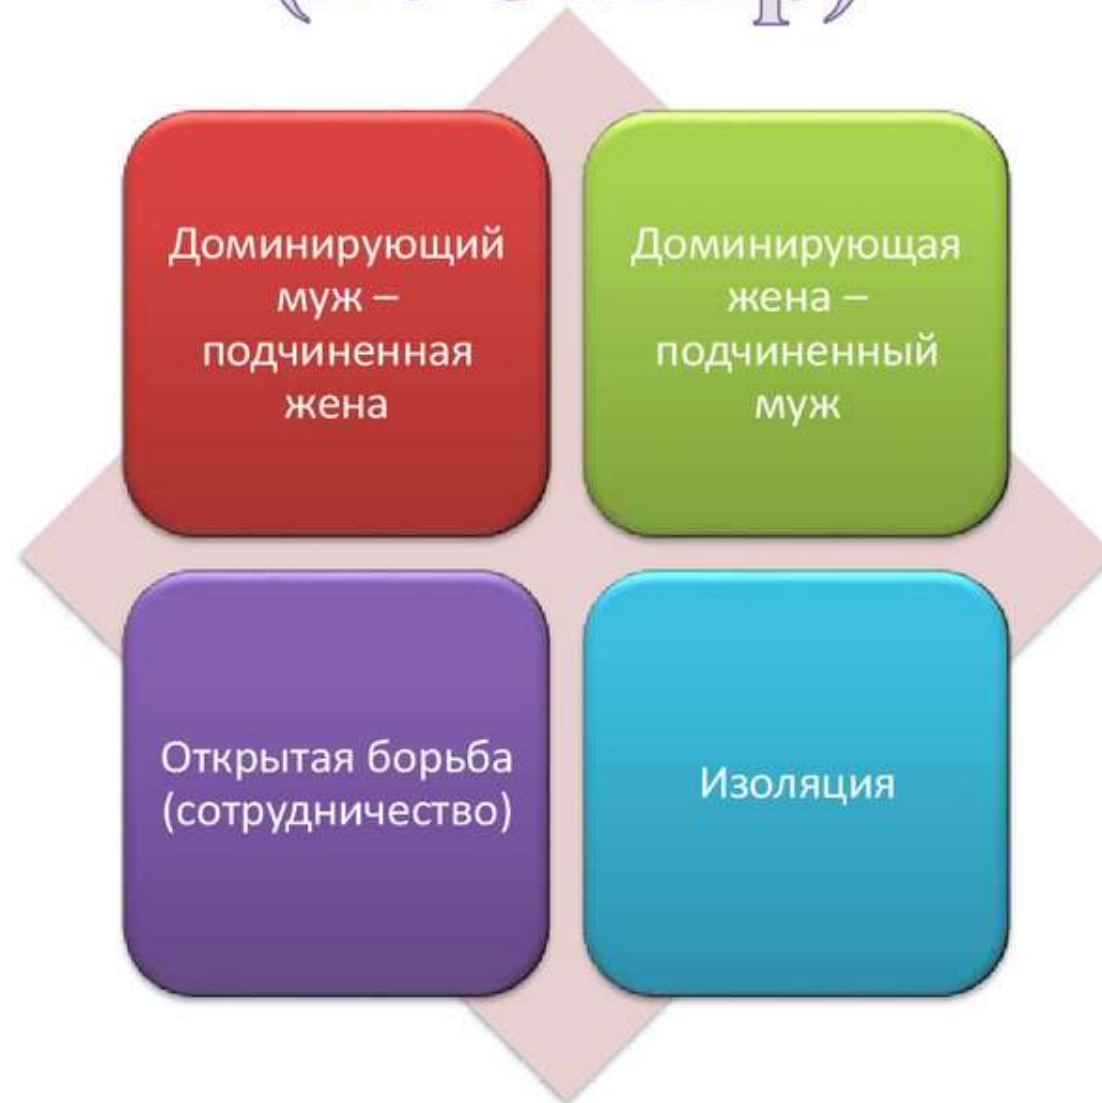 Доминирующий
муж –
подчиненная
жена
Доминирующая
жена –
подчиненный
муж
Открытая борьба
(сотрудничество)
Изоляция